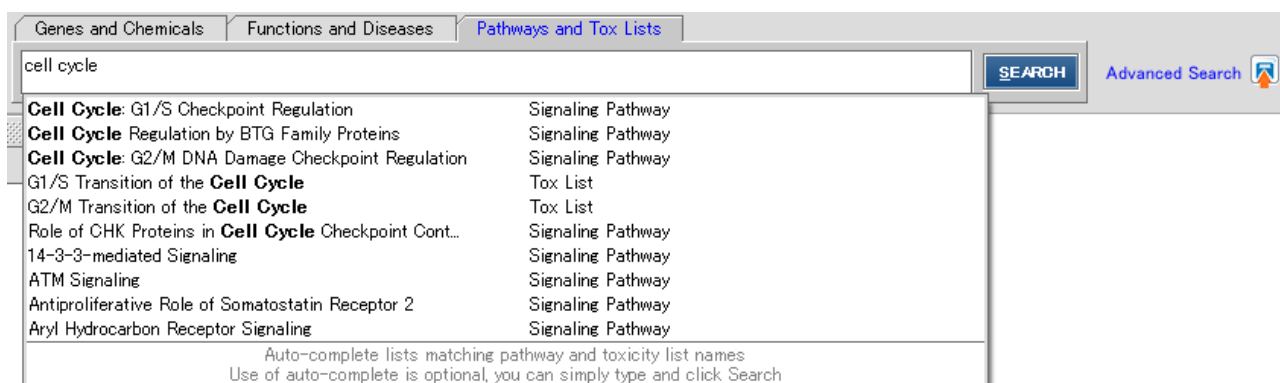 Genes and Chemicals Functions and Diseases Pathways and Tox Lists
cell cycle SEARCH Advanced Search
Cell Cycle: G1/S Checkpoint Regulation Signaling Pathway
Cell Cycle Regulation by BTG Family Proteins Signaling Pathway
Cell Cycle: G2/M DNA Damage Checkpoint Regulation Signaling Pathway
G1/S Transition of the Cell Cycle Tox List
G2/M Transition of the Cell Cycle Tox List
Role of CHK Proteins in Cell Cycle Checkpoint Cont... Signaling Pathway
14-3-3-mediated Signaling Signaling Pathway
ATM Signaling Signaling Pathway
Antiproliferative Role of Somatostatin Receptor 2 Signaling Pathway
Aryl Hydrocarbon Receptor Signaling Signaling Pathway
Auto-complete lists matching pathway and toxicity list names
Use of auto-complete is optional, you can simply type and click Search